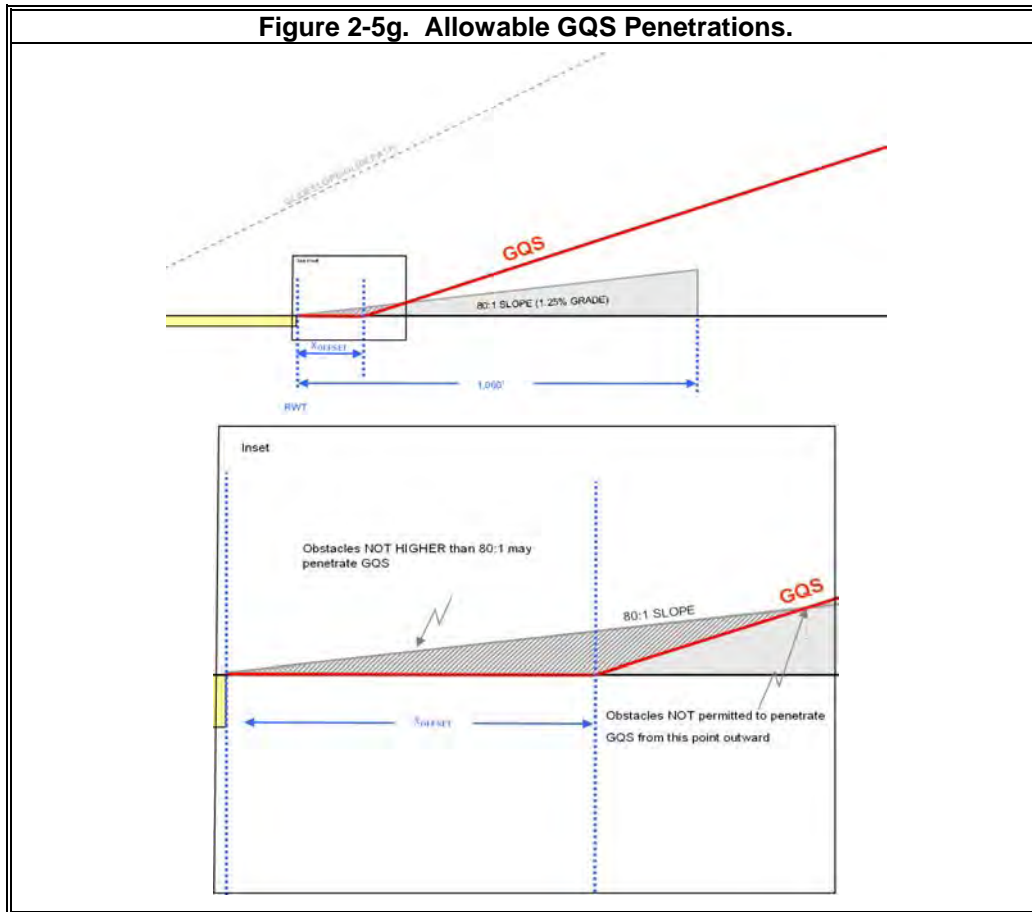 Figure 2-5g. Allowable GQS Penetrations.
GQS
80:1 SLOPE (1.25% GRADE)
XOFFSET
RWT
Inset
Obstacles NOT HIGHER than 80:1 may
penetrate GQS
GQS
80:1 SLOPE
XOFFSET
Obstacles NOT permitted to penetrate
GQS from this point outward